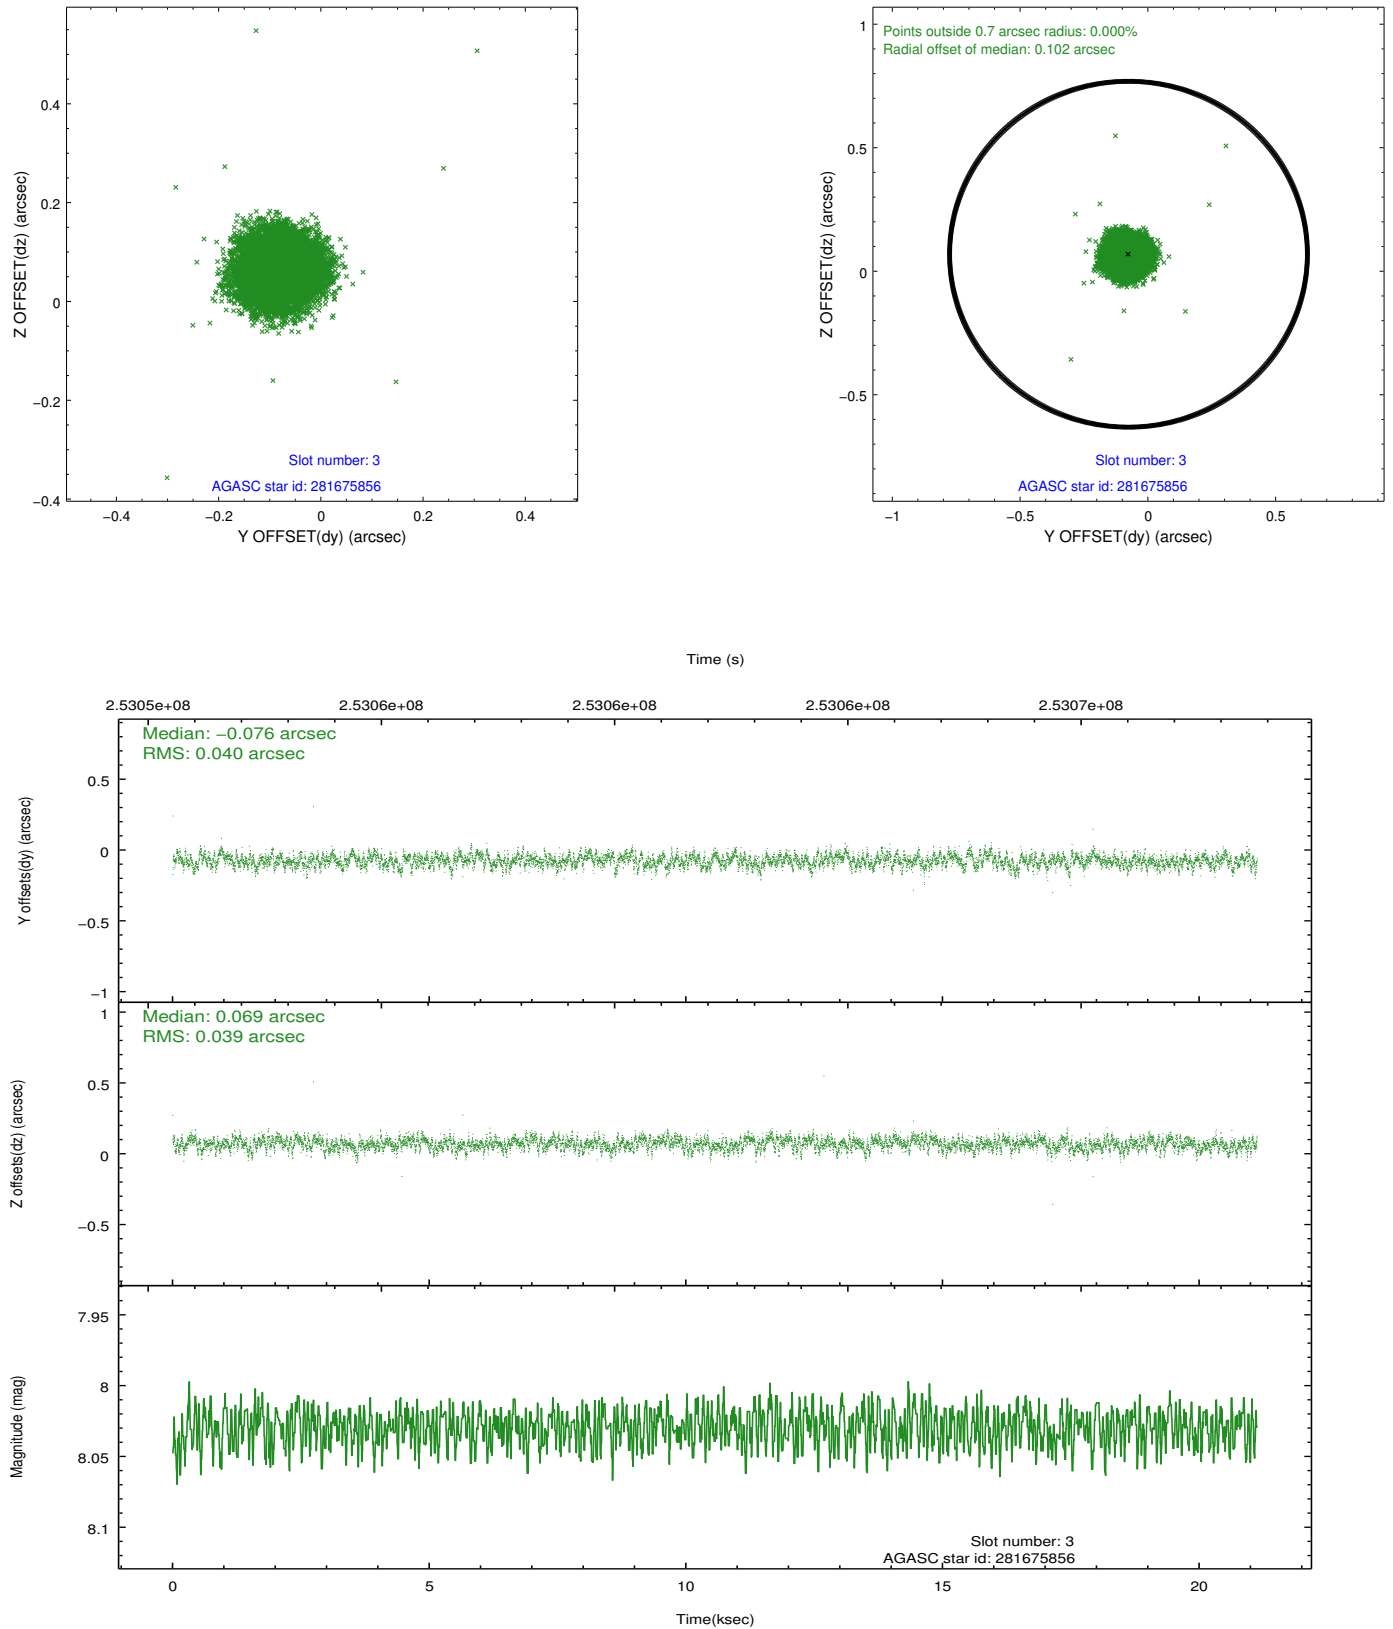 0.4
0.2
0
−0.2
−0.4
−0.4
−0.2
0
0.2
0.4
Z OFFSET(dz) (arcsec)
Y OFFSET(dy) (arcsec)
Slot number: 3
AGASC star id: 281675856
Points outside 0.7 arcsec radius: 0.000%
Radial offset of median: 0.102 arcsec
1
0.5
0
−0.5
−1
−0.5
0
0.5
Z OFFSET(dz) (arcsec)
Y OFFSET(dy) (arcsec)
Slot number: 3
AGASC star id: 281675856
Time (s)
2.5305e+08
2.5306e+08
2.5306e+08
2.5306e+08
2.5307e+08
Median: −0.076 arcsec
RMS: 0.040 arcsec
0.5
0
−0.5
−1
Y offsets(dy) (arcsec)
Median: 0.069 arcsec
RMS: 0.039 arcsec
1
0.5
0
−0.5
Z offsets(dz) (arcsec)
7.95
8
8.05
8.1
Magnitude (mag)
Slot number: 3
AGASC star id: 281675856
0
5
10
15
20
Time(ksec)